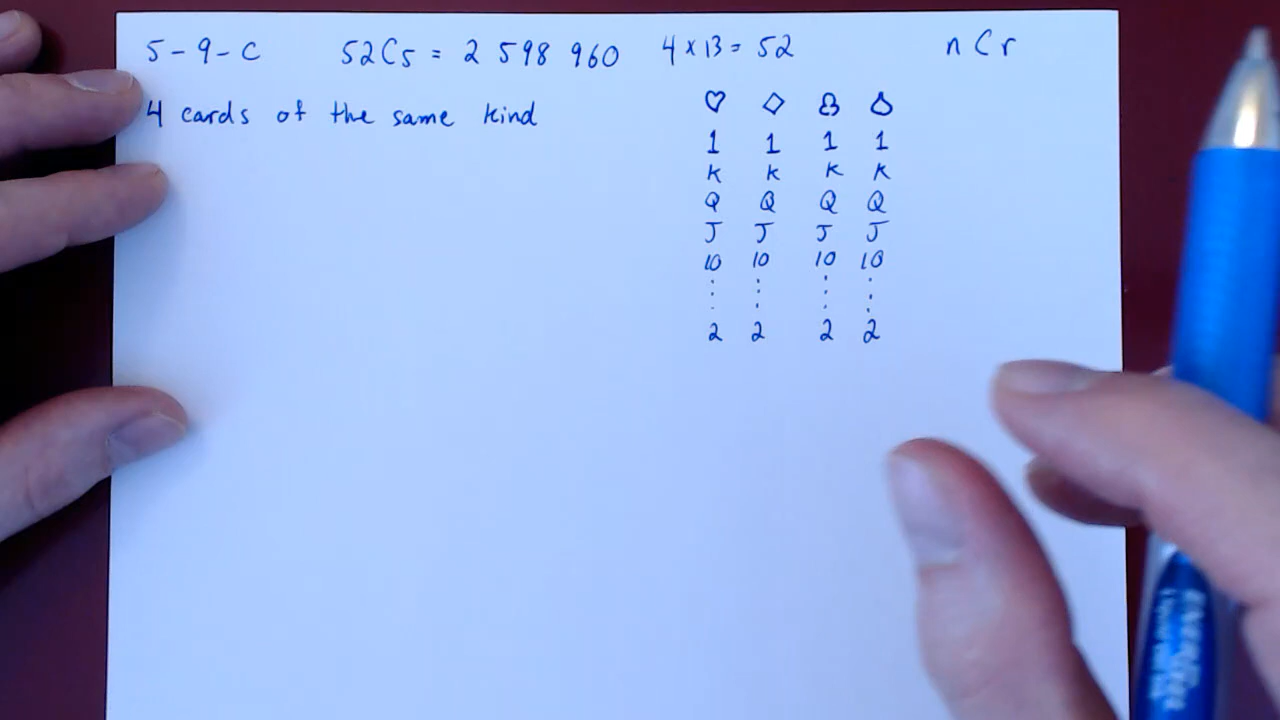 5-9-C 52C5 = 2 598 960 4 x 13 = 52 nCr
4 cards of the same kind
♡ ◇ ♧ ♤
1 1 1 1
K K K K
Q Q Q Q
J J J J
10 10 10 10
⋮ ⋮ ⋮ ⋮
2 2 2 2